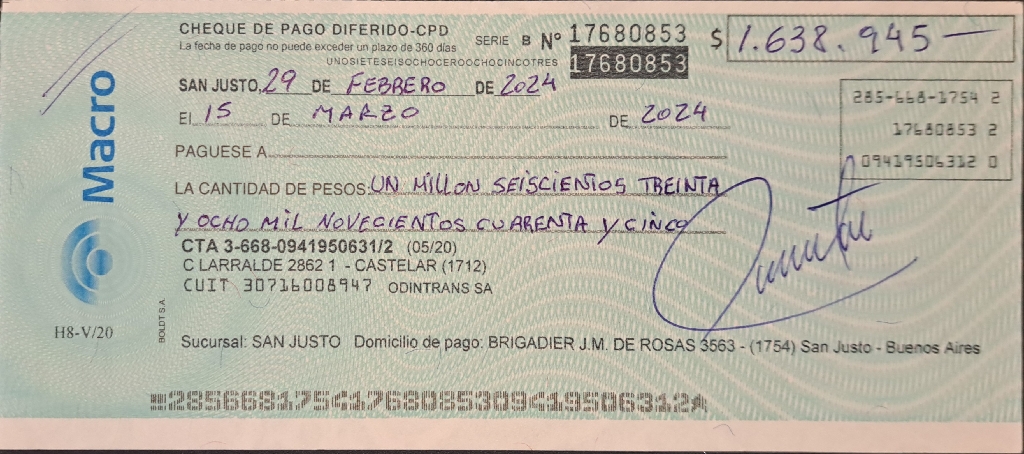 CHEQUE DE PAGO DIFERIDO-CPD SERIE B Nº 17680853 $ 1.638.945—
La fecha de pago no puede exceder un plazo de 360 días
UNOSIETESEISOCHOCEROOCHOCINCOTRES 17680853
SAN JUSTO, 29 DE FEBRERO DE 2024
El 15 DE MARZO DE 2024
285-668-1754 2
17680853 2
09419506312 0
PAGUESE A
LA CANTIDAD DE PESOS: UN MILLON SEISCIENTOS TREINTA
Y OCHO MIL NOVECIENTOS CUARENTA Y CINCO
CTA 3-668-0941950631/2 (05/20)
C LARRALDE 2862 1 - CASTELAR (1712)
CUIT 30716008947 ODINTRANS SA
Macro
H8-V/20
BOLDT S.A.
Sucursal: SAN JUSTO Domicilio de pago: BRIGADIER J.M. DE ROSAS 3563 - (1754) San Justo - Buenos Aires
28566817541768085309419506312